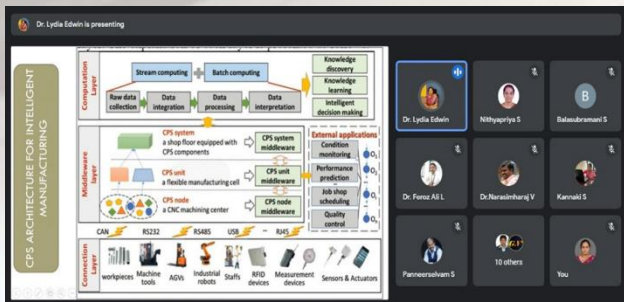 Dr. Lydia Edwin is presenting
CPS ARCHITECTURE FOR INTELLIGENT
MANUFACTURING
Computation
Layer
Stream computing
Batch computing
Raw data
collection
Data
integration
Data
processing
Data
interpretation
Knowledge
discovery
Knowledge
learning
Intelligent
decision making
Middleware
layer
CPS system
a shop floor equipped with
CPS components
CPS unit
a flexible manufacturing cell
CPS node
a CNC machining center
CPS system
middleware
CPS unit
middleware
CPS node
middleware
External applications
Condition
monitoring
Performance
prediction
Job shop
scheduling
Quality
control
CAN
RS232
RS485
USB
RJ45
Connection
Layer
workpieces
Machine
tools
AGVs
Industrial
robots
Staffs
RFID
devices
Measurement
devices
Sensors & Actuators
Dr. Lydia Edwin
Nithyapriya S
B
Balasubramani S
Dr. Feroz Ali L
Dr.Narasimharaj V
Kannaki S
Panneerselvam S
10 others
You